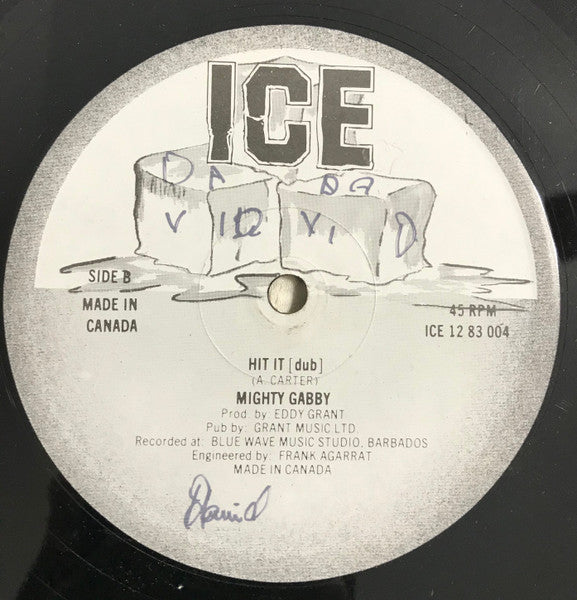 ICE
DA DA
VID VID
SIDE B
MADE IN
CANADA
45 RPM
ICE 12 83 004
HIT IT [dub]
(A. CARTER)
MIGHTY GABBY
Prod. by: EDDY GRANT
Pub by: GRANT MUSIC LTD.
Recorded at: BLUE WAVE MUSIC STUDIO, BARBADOS
Engineered by: FRANK AGARRAT
MADE IN CANADA
David